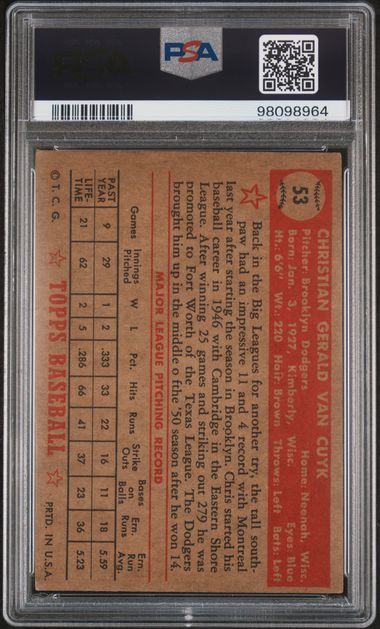 PSA
98098964
53
CHRISTIAN GERALD VAN CUYK
Pitcher: Brooklyn Dodgers Home: Neenah, Wisc.
Born: Jan. 3, 1927, Kimberly, Wisc. Eyes: Blue
Ht.: 6'6" Wt.: 220 Hair: Brown Throws: Left Bats: Left
Back in the Big Leagues for another try, the tall south-
paw had an impressive 11 and 4 record with Montreal
last year after starting the season in Brooklyn. Chris started his
baseball career in 1946 with Cambridge in the Eastern Shore
League. After winning 25 games and striking out 279 he was
promoted to Fort Worth of the Texas League. The Dodgers
brought him up in the middle o fthe '50 season after he won 14.
MAJOR LEAGUE PITCHING RECORD
Games Innings Pitched W L Pct. Hits Runs Strike Outs Bases on Balls Ern. Runs Ern. Run Avg.
PAST YEAR 9 29 1 2 .333 33 22 16 11 18 5.59
LIFE-TIME 21 62 2 5 .286 66 41 37 23 36 5.23
© T. C. G. TOPPS BASEBALL PRTD. IN U.S.A.